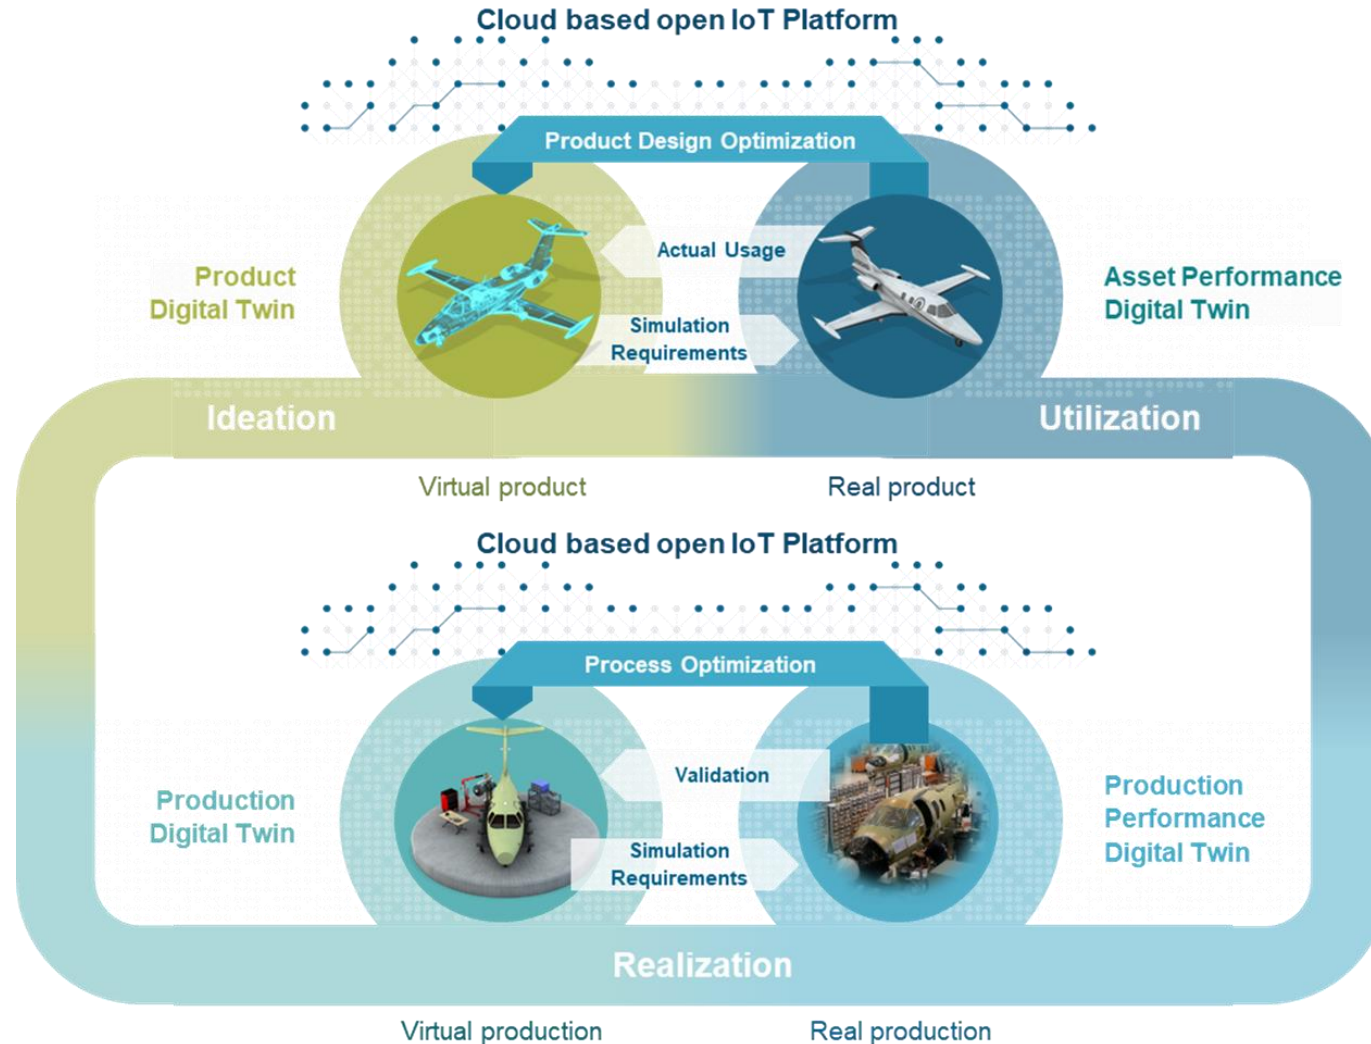 Cloud based open IoT Platform
Product Design Optimization
Product
Digital Twin
Actual Usage
Simulation
Requirements
Asset Performance
Digital Twin
Ideation
Utilization
Virtual product
Real product
Cloud based open IoT Platform
Process Optimization
Production
Digital Twin
Validation
Simulation
Requirements
Production
Performance
Digital Twin
Realization
Virtual production
Real production